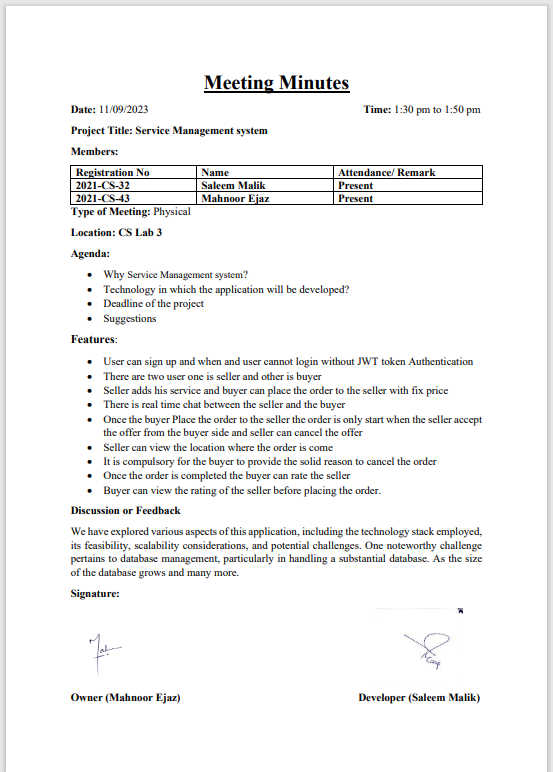 Meeting Minutes
Date: 11/09/2023 Time: 1:30 pm to 1:50 pm
Project Title: Service Management system
Members:
Registration No Name Attendance/ Remark
2021-CS-32 Saleem Malik Present
2021-CS-43 Mahnoor Ejaz Present
Type of Meeting: Physical
Location: CS Lab 3
Agenda:
• Why Service Management system?
• Technology in which the application will be developed?
• Deadline of the project
• Suggestions
Features:
• User can sign up and when and user cannot login without JWT token Authentication
• There are two user one is seller and other is buyer
• Seller adds his service and buyer can place the order to the seller with fix price
• There is real time chat between the seller and the buyer
• Once the buyer Place the order to the seller the order is only start when the seller accept
the offer from the buyer side and seller can cancel the offer
• Seller can view the location where the order is come
• It is compulsory for the buyer to provide the solid reason to cancel the order
• Once the order is completed the buyer can rate the seller
• Buyer can view the rating of the seller before placing the order.
Discussion or Feedback
We have explored various aspects of this application, including the technology stack employed,
its feasibility, scalability considerations, and potential challenges. One noteworthy challenge
pertains to database management, particularly in handling a substantial database. As the size
of the database grows and many more.
Signature:
Owner (Mahnoor Ejaz) Developer (Saleem Malik)